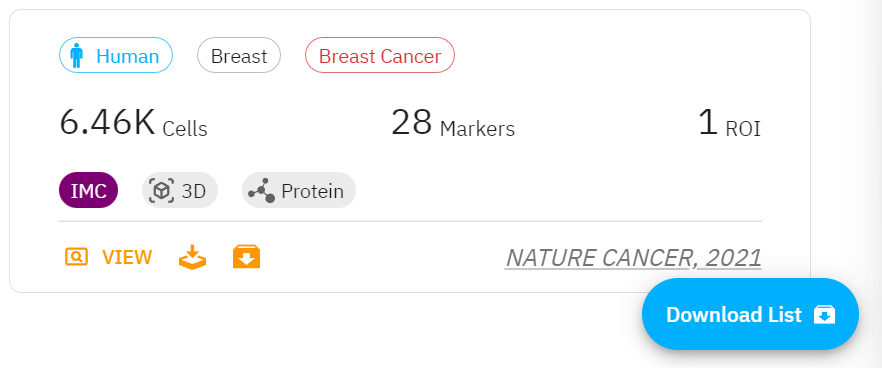 Human Breast Breast Cancer
6.46K Cells 28 Markers 1 ROI
IMC 3D Protein
VIEW NATURE CANCER, 2021
Download List